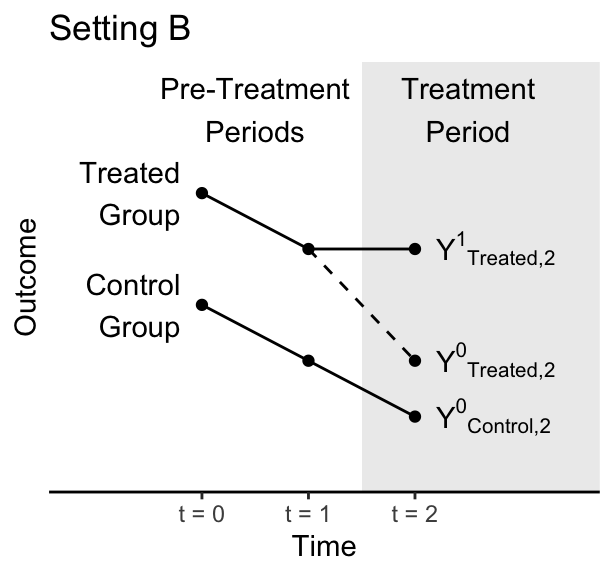 Setting B
Pre-Treatment
Periods
Treatment
Period
Treated
Group
Control
Group
Outcome
Y¹Treated,2
Y⁰Treated,2
Y⁰Control,2
t = 0
t = 1
t = 2
Time